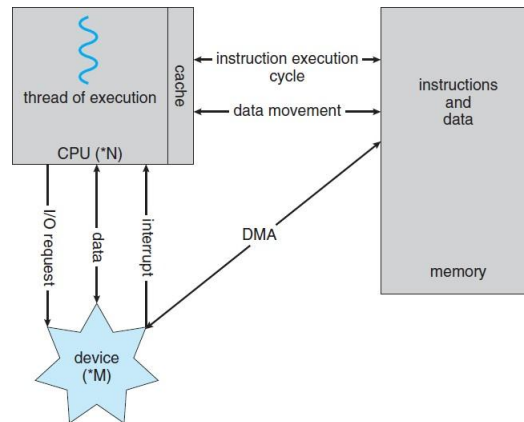 thread of execution
cache
CPU (*N)
instruction execution
cycle
data movement
instructions
and
data
memory
I/O request
data
interrupt
DMA
device
(*M)